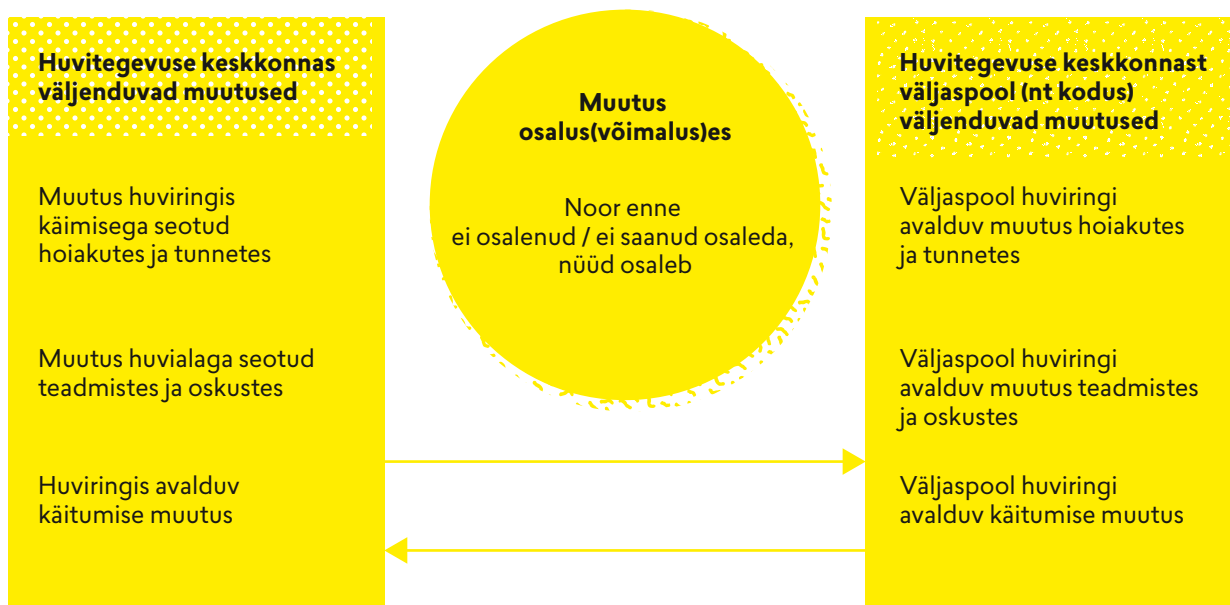 Huvitegevuse keskkonnas
väljenduvad muutused
Muutus huviringis
käimisega seotud
hoiakutes ja tunnetes
Muutus huvialaga seotud
teadmistes ja oskustes
Huviringis avalduv
käitumise muutus
Muutus
osalus(võimalus)es
Noor enne
ei osalenud / ei saanud osaleda,
nüüd osaleb
Huvitegevuse keskkonnast
väljaspool (nt kodus)
väljenduvad muutused
Väljaspool huviringi
avalduv muutus hoiakutes
ja tunnetes
Väljaspool huviringi
avalduv muutus teadmistes
ja oskustes
Väljaspool huviringi
avalduv käitumise muutus